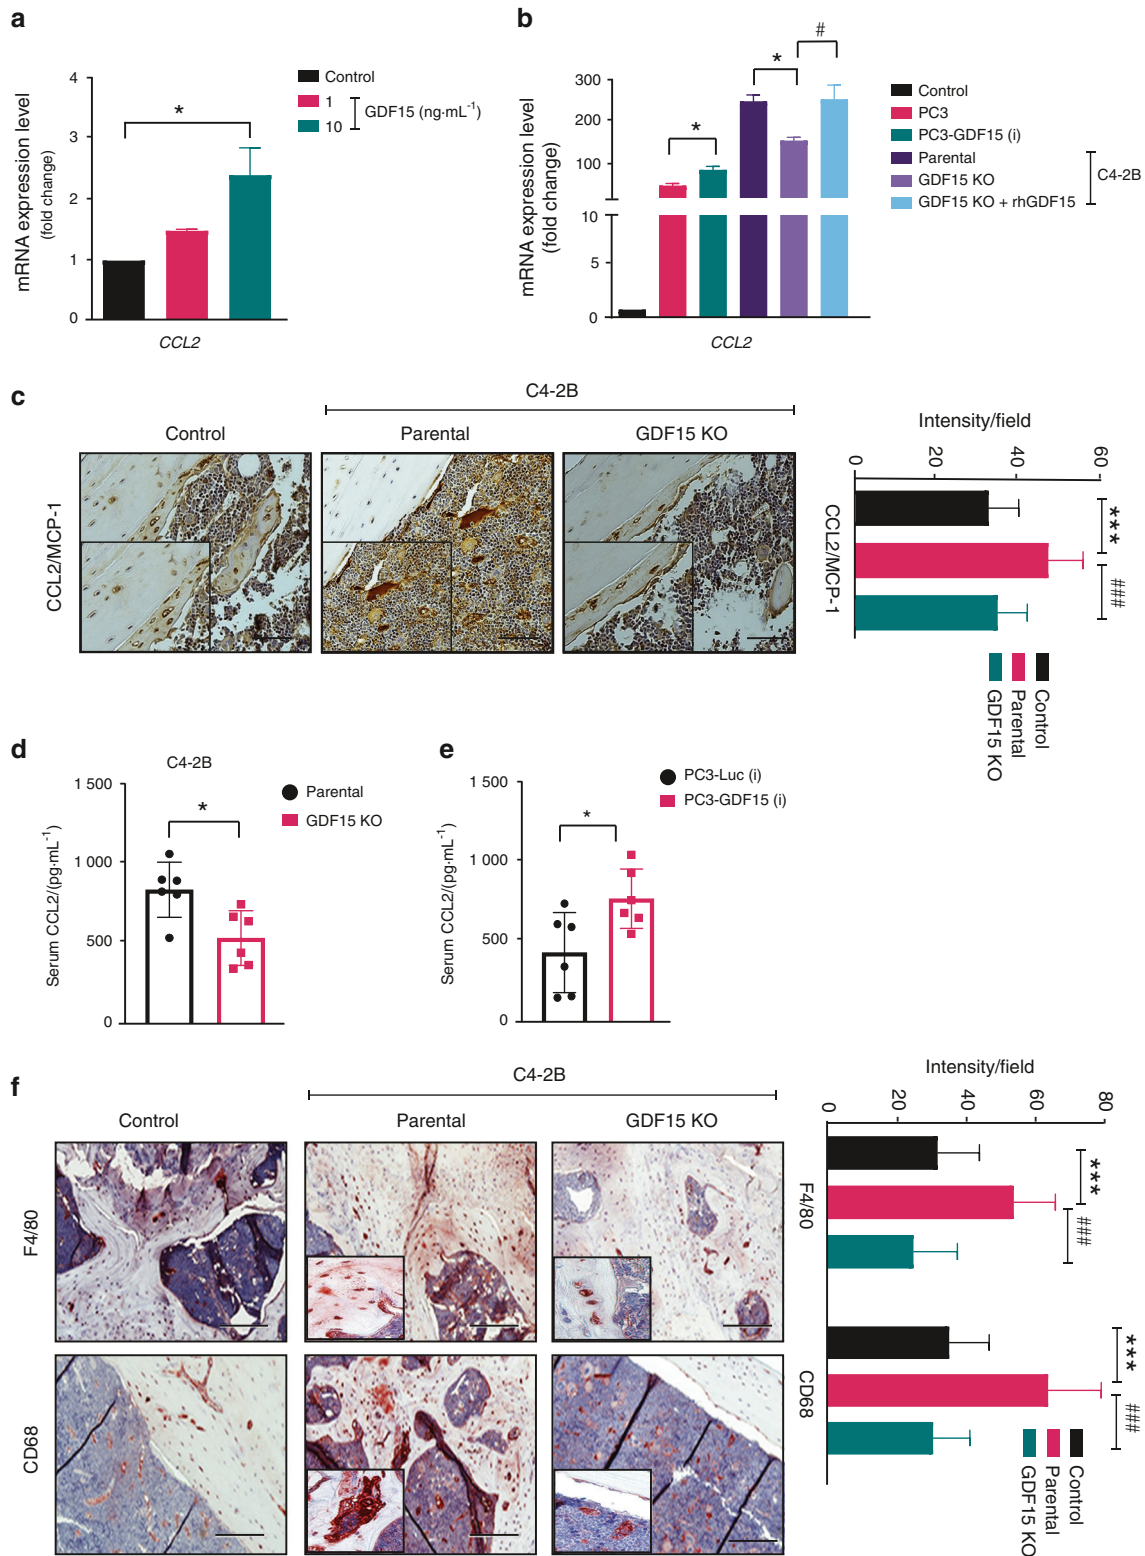 a
mRNA expression level
(fold change)
4
3
2
1
0
*
CCL2
Control
1
10
GDF15 (ng·mL⁻¹)
b
mRNA expression level
(fold change)
300
200
100
10
5
0
*
*
#
CCL2
Control
PC3
PC3-GDF15 (i)
Parental
GDF15 KO
GDF15 KO + rhGDF15
C4-2B
c
C4-2B
Control
Parental
GDF15 KO
CCL2/MCP-1
Intensity/field
0
20
40
60
***
###
CCL2/MCP-1
Control
Parental
GDF15 KO
d
C4-2B
Serum CCL2/(pg·mL⁻¹)
1 500
1 000
500
0
*
Parental
GDF15 KO
e
Serum CCL2/(pg·mL⁻¹)
1 500
1 000
500
0
*
PC3-Luc (i)
PC3-GDF15 (i)
f
C4-2B
Control
Parental
GDF15 KO
F4/80
CD68
Intensity/field
0
20
40
60
80
***
###
F4/80
***
###
CD68
Control
Parental
GDF15 KO